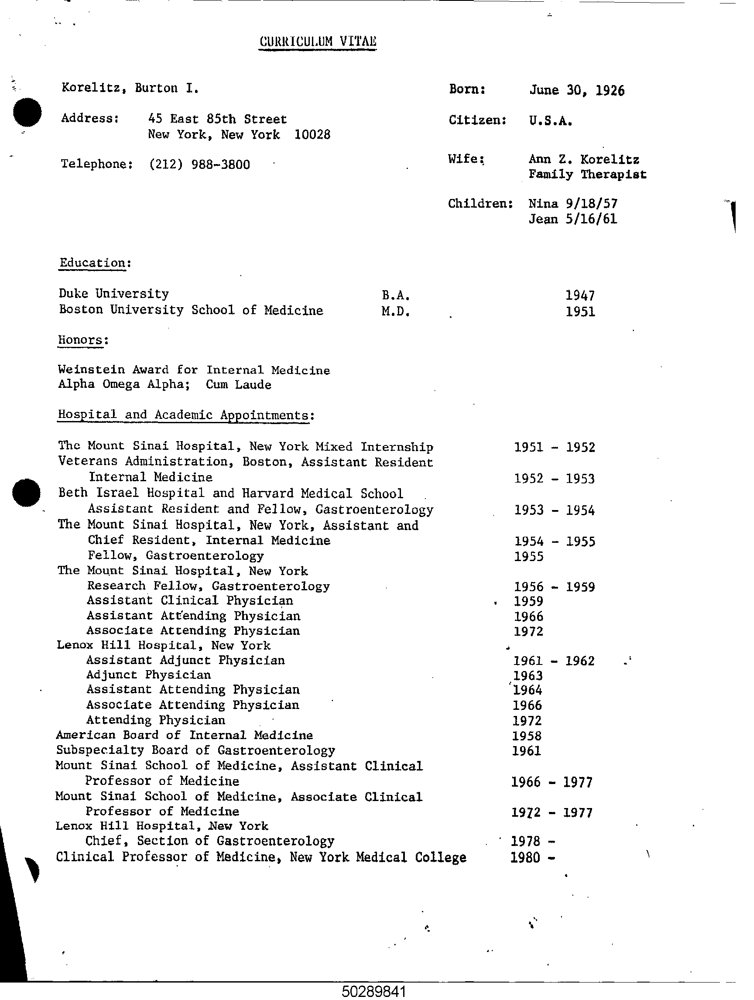 CURRICULUM VITAE
Korelitz, Burton I.
Born: June 30, 1926
Address: 45 East 85th Street
New York, New York 10028
Citizen: U.S.A.
Telephone: (212) 988-3800
Wife: Ann Z. Korelitz
Family Therapist
Children: Nina 9/18/57
Jean 5/16/61
Education:
Duke University B.A. 1947
Boston University School of Medicine M.D. 1951
Honors:
Weinstein Award for Internal Medicine
Alpha Omega Alpha; Cum Laude
Hospital and Academic Appointments:
The Mount Sinai Hospital, New York Mixed Internship 1951 - 1952
Veterans Administration, Boston, Assistant Resident
Internal Medicine 1952 - 1953
Beth Israel Hospital and Harvard Medical School
Assistant Resident and Fellow, Gastroenterology 1953 - 1954
The Mount Sinai Hospital, New York, Assistant and
Chief Resident, Internal Medicine 1954 - 1955
Fellow, Gastroenterology 1955
The Mount Sinai Hospital, New York
Research Fellow, Gastroenterology 1956 - 1959
Assistant Clinical Physician 1959
Assistant Attending Physician 1966
Associate Attending Physician 1972
Lenox Hill Hospital, New York
Assistant Adjunct Physician 1961 - 1962
Adjunct Physician 1963
Assistant Attending Physician 1964
Associate Attending Physician 1966
Attending Physician 1972
American Board of Internal Medicine 1958
Subspecialty Board of Gastroenterology 1961
Mount Sinai School of Medicine, Assistant Clinical
Professor of Medicine 1966 - 1977
Mount Sinai School of Medicine, Associate Clinical
Professor of Medicine 1972 - 1977
Lenox Hill Hospital, New York
Chief, Section of Gastroenterology 1978 -
Clinical Professor of Medicine, New York Medical College 1980 -
50289841